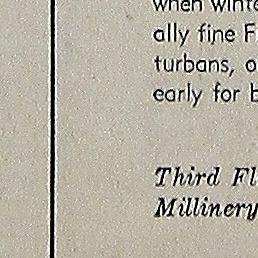 when winte
ally fine F
turbans, o
early for b
Third Fl
Millinery